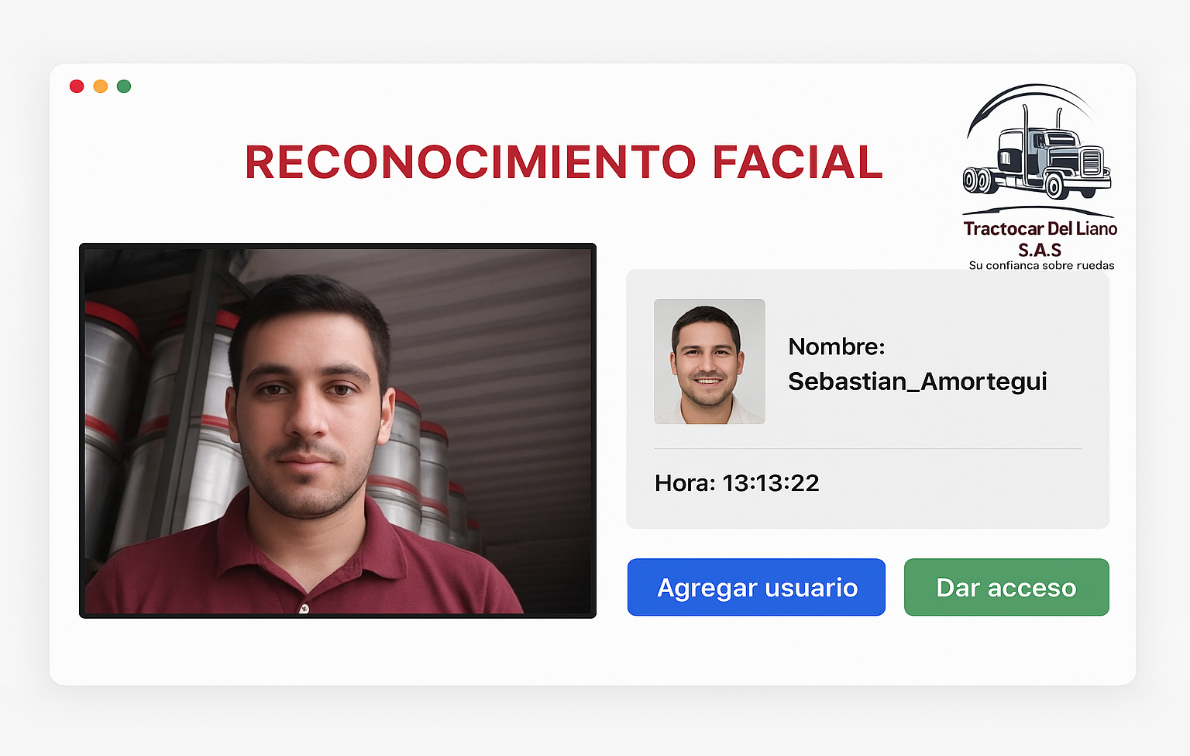 RECONOCIMIENTO FACIAL
Tractocar Del Liano
S.A.S
Su confianca sobre ruedas
Nombre:
Sebastian_Amortegui
Hora: 13:13:22
Agregar usuario
Dar acceso